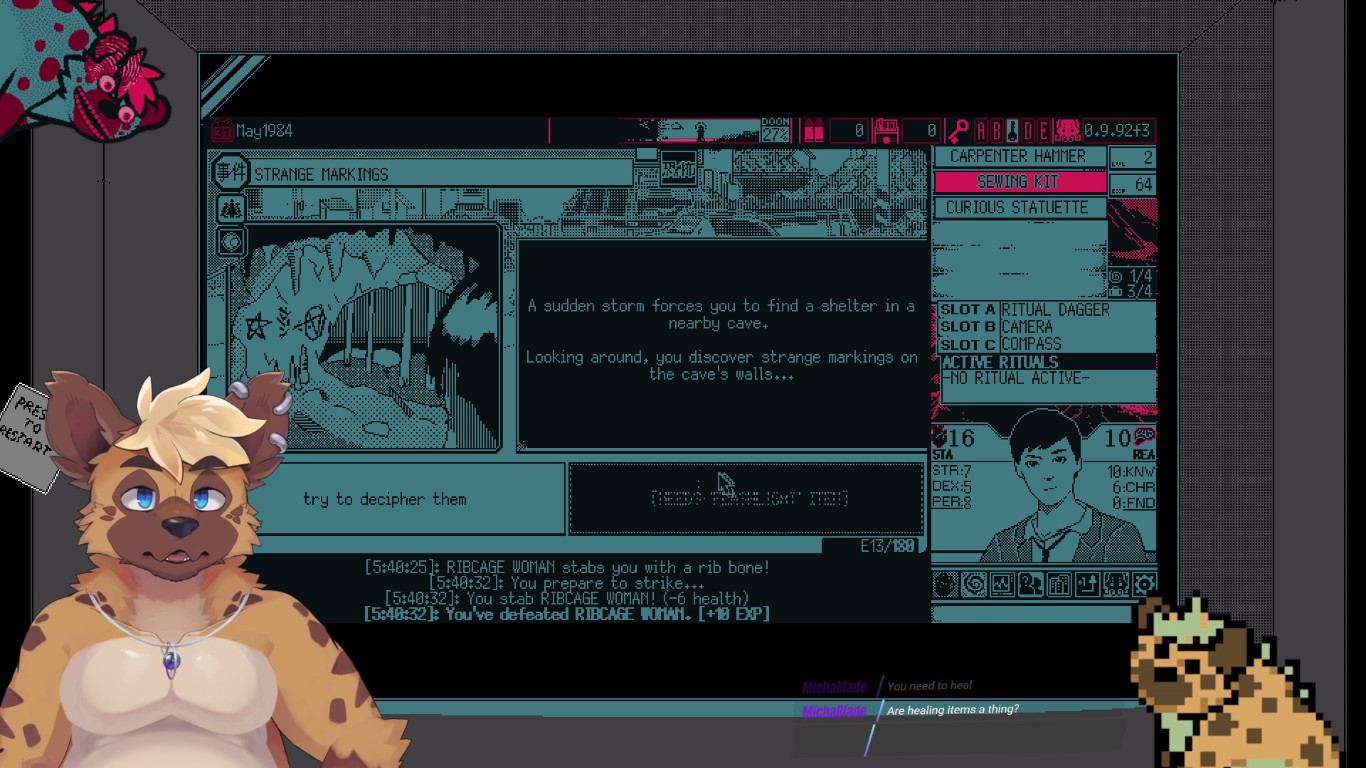 May1984
DOOM
27%
0
0
A B D E
0.9.92f3
事件
STRANGE MARKINGS
CARPENTER HAMMER
LVL 2
SEWING KIT
EXP 64
CURIOUS STATUETTE
1/4
3/4
A sudden storm forces you to find a shelter in a
nearby cave.
Looking around, you discover strange markings on
the cave's walls...
SLOT A RITUAL DAGGER
SLOT B CAMERA
SLOT C COMPASS
ACTIVE RITUALS
-NO RITUAL ACTIVE-
16
10
STA
REA
STR:7
10:KNW
DEX:5
6:CHR
PER:8
0:FND
PRES
TO
RESTART
try to decipher them
E13/180
[5:40:25]: RIBCAGE WOMAN stabs you with a rib bone!
[5:40:32]: You prepare to strike...
[5:40:32]: You stab RIBCAGE WOMAN! (-6 health)
[5:40:32]: You've defeated RIBCAGE WOMAN. [+10 EXP]
MichaBlade You need to heal
MichaBlade Are healing items a thing?